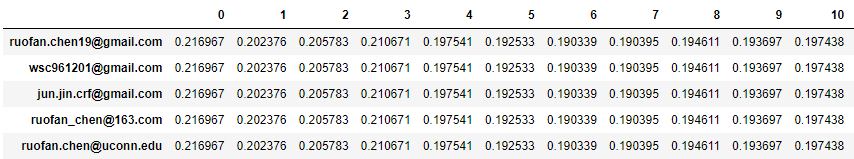 0 1 2 3 4 5 6 7 8 9 10
ruofan.chen19@gmail.com 0.216967 0.202376 0.205783 0.210671 0.197541 0.192533 0.190339 0.190395 0.194611 0.193697 0.197438
wsc961201@gmail.com 0.216967 0.202376 0.205783 0.210671 0.197541 0.192533 0.190339 0.190395 0.194611 0.193697 0.197438
jun.jin.crf@gmail.com 0.216967 0.202376 0.205783 0.210671 0.197541 0.192533 0.190339 0.190395 0.194611 0.193697 0.197438
ruofan_chen@163.com 0.216967 0.202376 0.205783 0.210671 0.197541 0.192533 0.190339 0.190395 0.194611 0.193697 0.197438
ruofan.chen@uconn.edu 0.216967 0.202376 0.205783 0.210671 0.197541 0.192533 0.190339 0.190395 0.194611 0.193697 0.197438